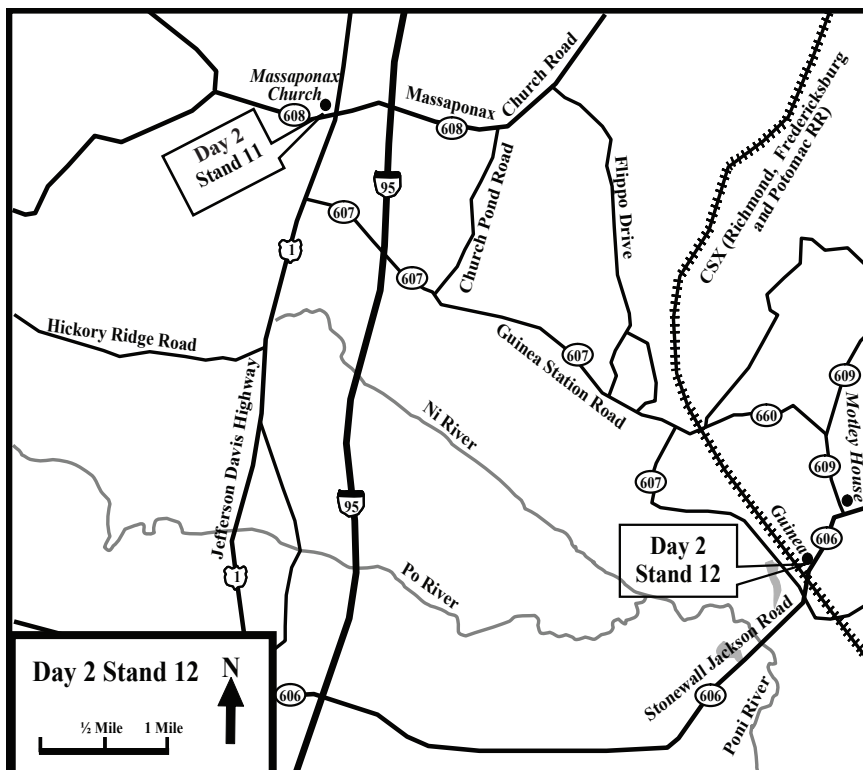 Massaponax
Church
608
Massaponax
Church Road
608
Day 2
Stand 11
95
607
1
607
Church Pond Road
Flippo Drive
CSX (Richmond, Fredericksburg
and Potomac RR)
Hickory Ridge Road
Jefferson Davis Highway
Ni River
Guinea Station Road
607
609
660
Motley House
609
607
95
Guinea
606
Day 2
Stand 12
1
Po River
Stonewall Jackson Road
606
606
Poni River
Day 2 Stand 12
N
½ Mile
1 Mile